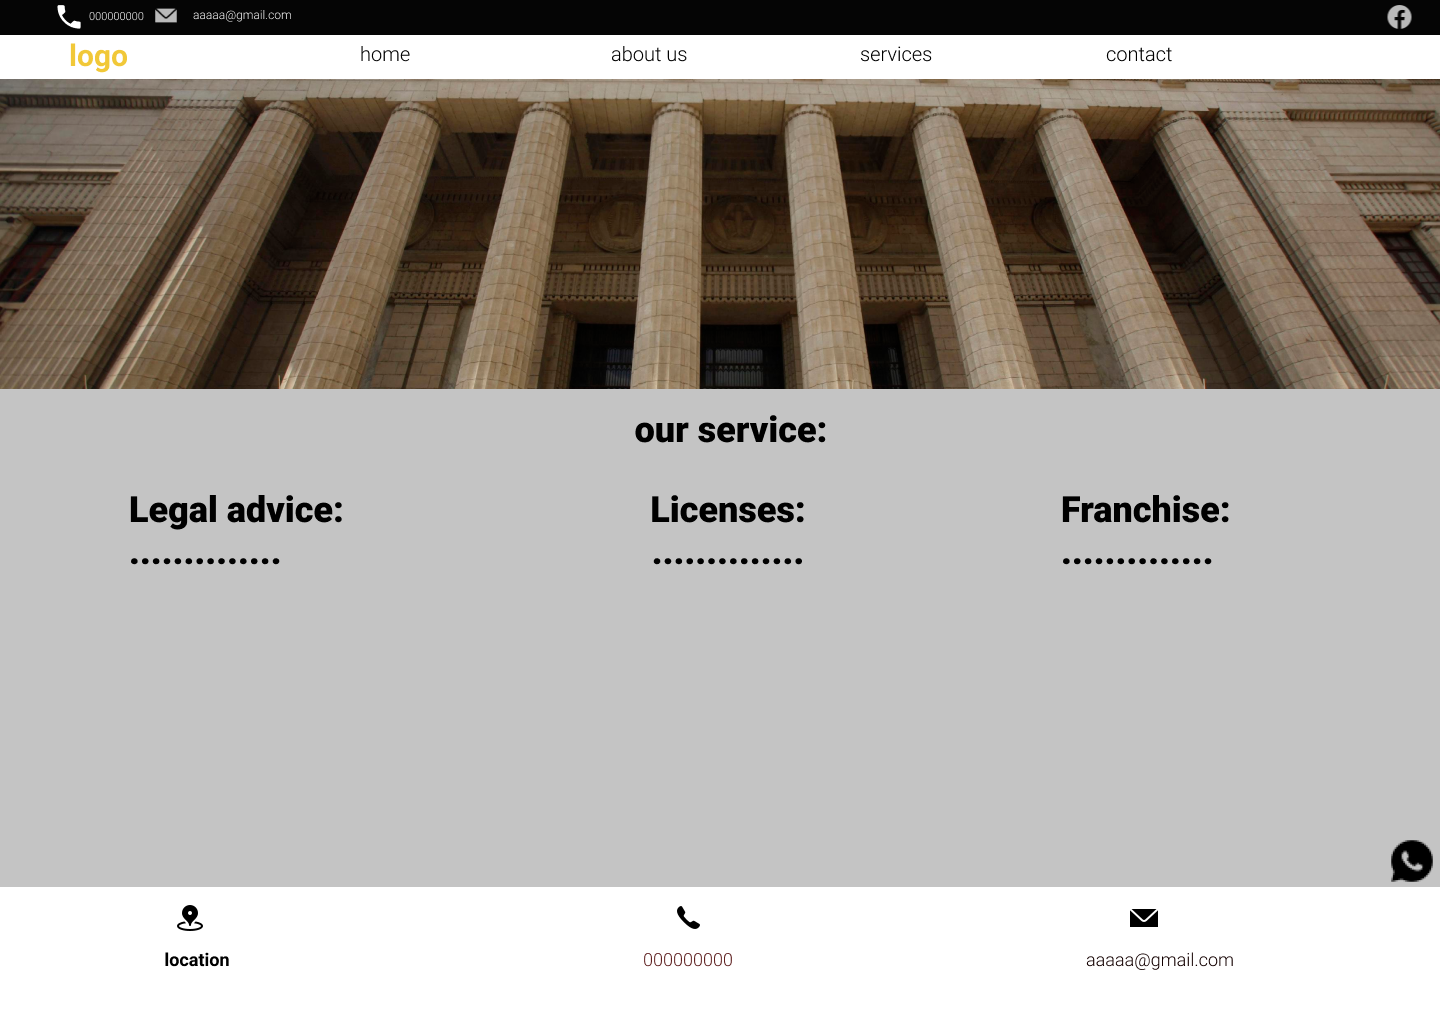 000000000 aaaaa@gmail.com
logo home about us services contact
our service:
Legal advice: Licenses: Franchise:
.............. .............. ..............
location 000000000 aaaaa@gmail.com